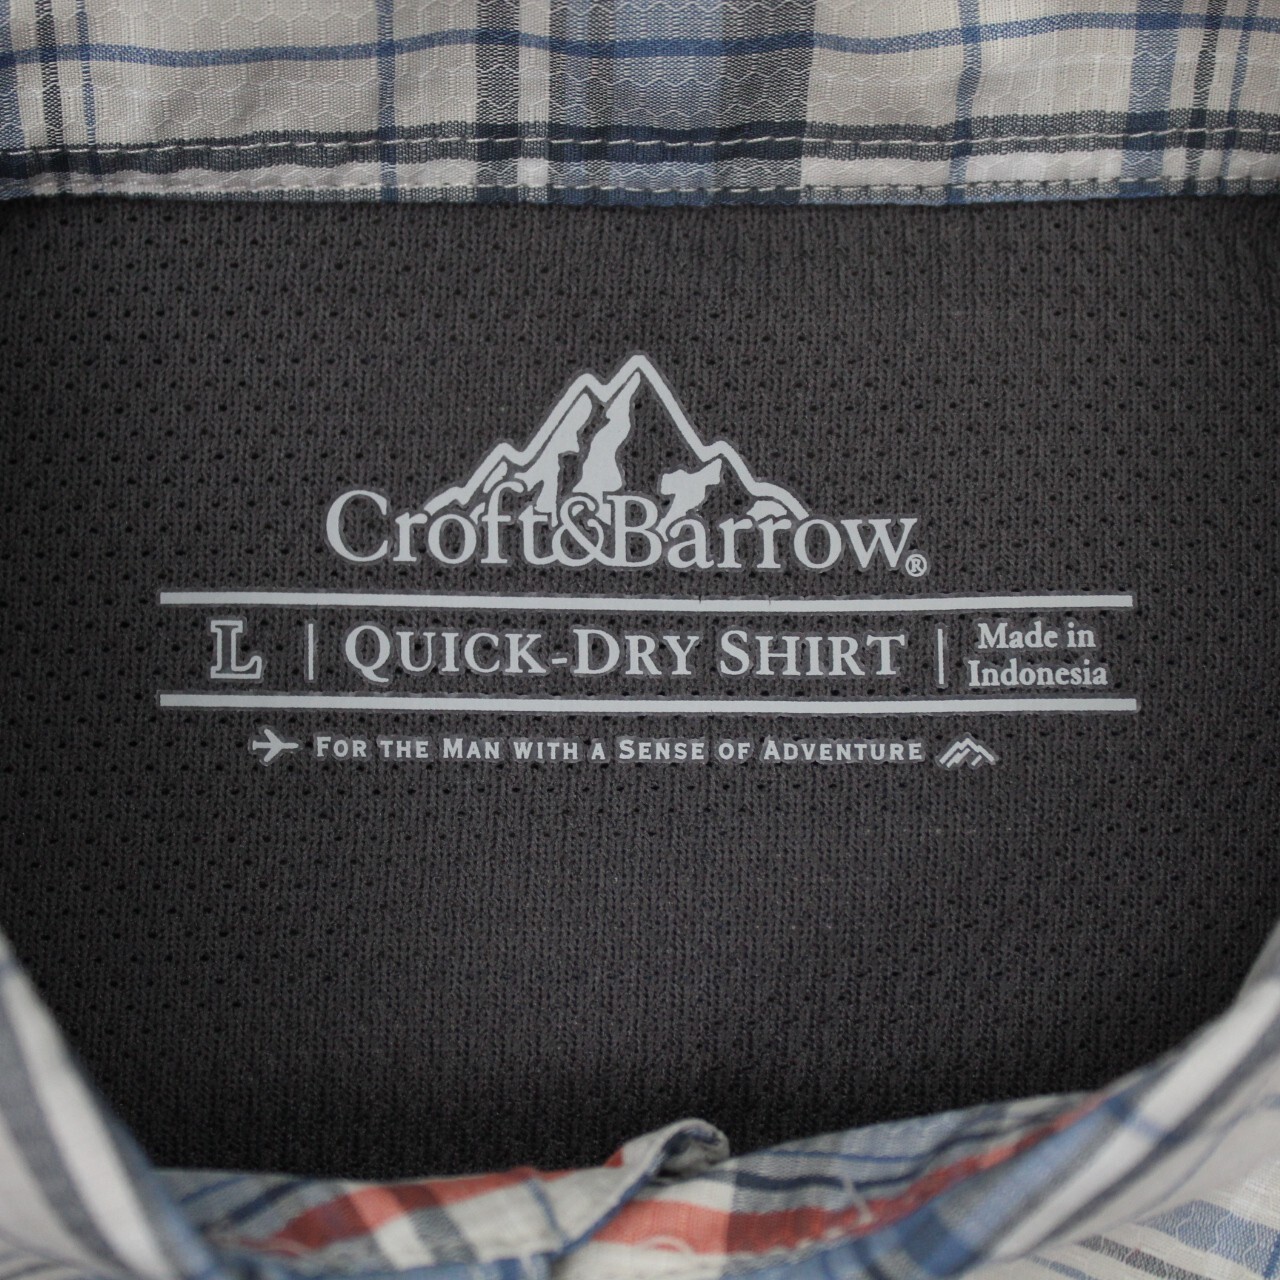 Croft&Barrow®
L | QUICK-DRY SHIRT | Made in Indonesia
FOR THE MAN WITH A SENSE OF ADVENTURE